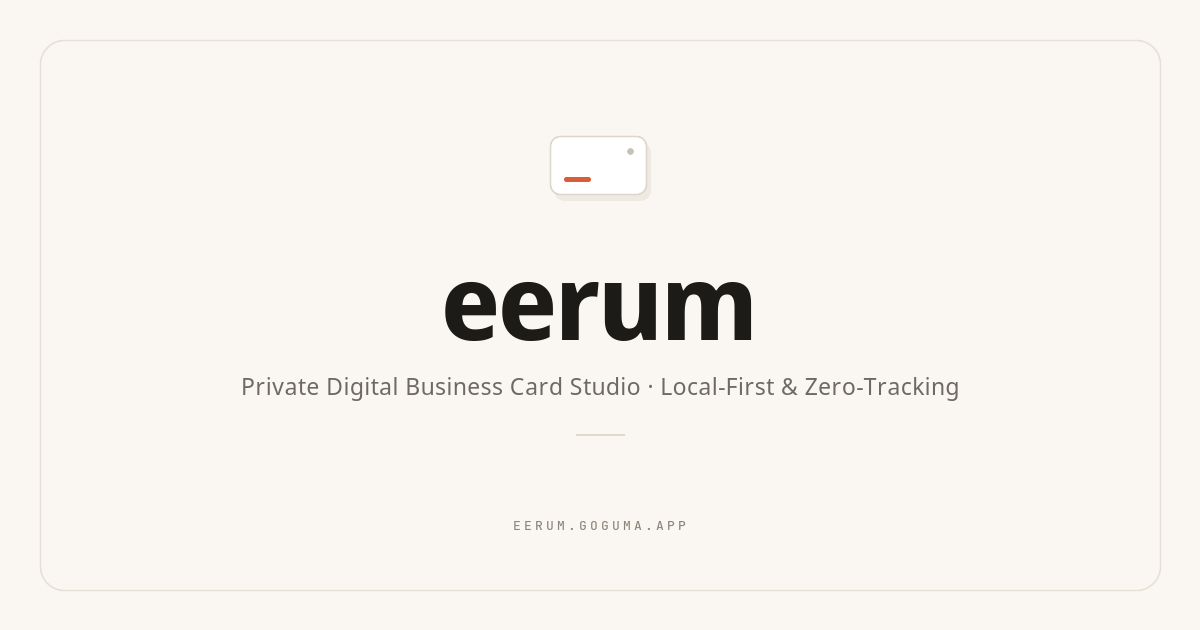 eerum
Private Digital Business Card Studio · Local-First & Zero-Tracking
EERUM.GOGUMA.APP